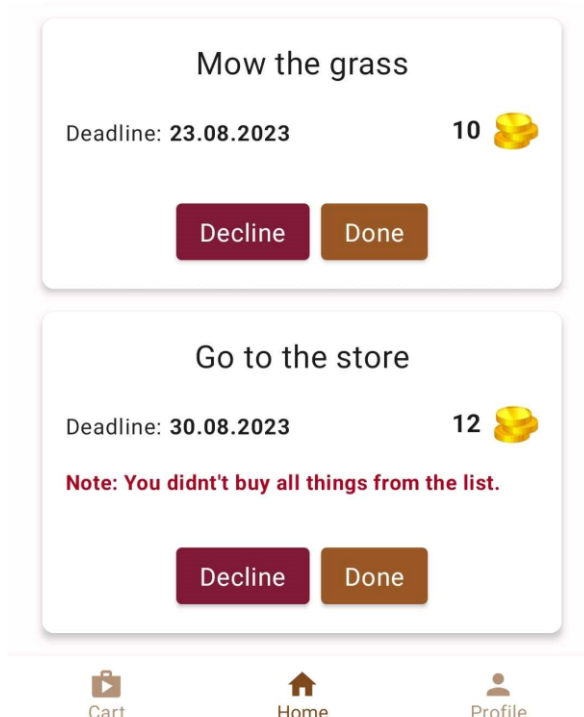 Mow the grass
Deadline: 23.08.2023
10
Decline
Done
Go to the store
Deadline: 30.08.2023
12
Note: You didnt't buy all things from the list.
Decline
Done
Cart
Home
Profile